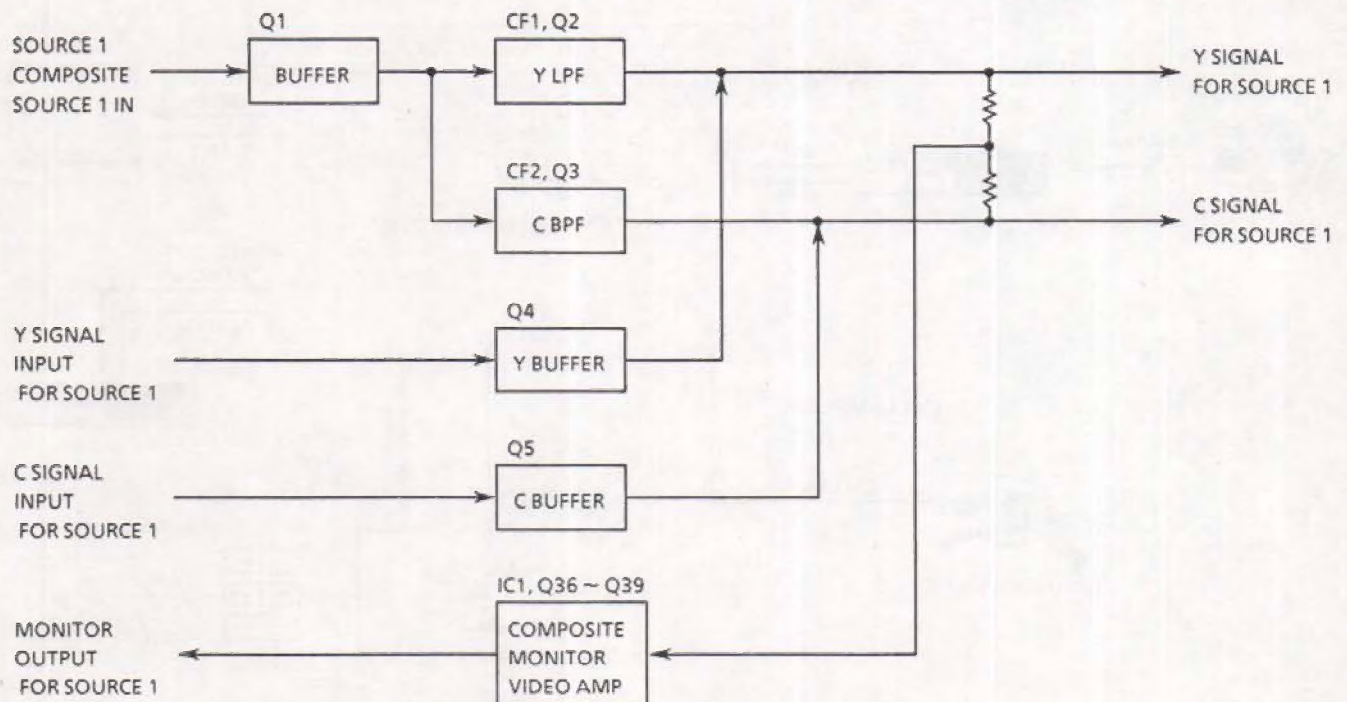 Q1
CF1, Q2
SOURCE 1
COMPOSITE
SOURCE 1 IN
BUFFER
Y LPF
Y SIGNAL
FOR SOURCE 1
CF2, Q3
C BPF
C SIGNAL
FOR SOURCE 1
Q4
Y SIGNAL
INPUT
FOR SOURCE 1
Y BUFFER
Q5
C SIGNAL
INPUT
FOR SOURCE 1
C BUFFER
IC1, Q36 ~ Q39
MONITOR
OUTPUT
FOR SOURCE 1
COMPOSITE
MONITOR
VIDEO AMP